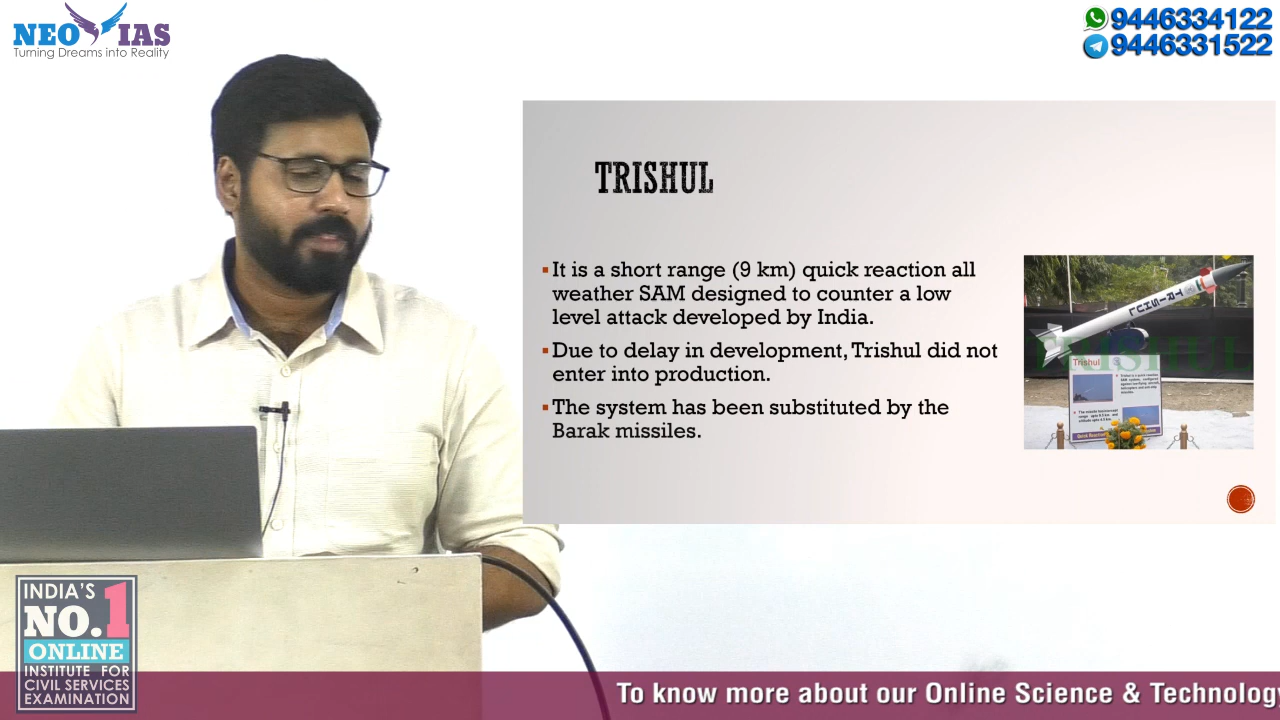 NEO IAS
Turning Dreams into Reality
9446334122
9446331522
TRISHUL
It is a short range (9 km) quick reaction all
weather SAM designed to counter a low
level attack developed by India.
Due to delay in development, Trishul did not
enter into production.
The system has been substituted by the
Barak missiles.
TRISHUL
TRISHUL
Trishul
INDIA'S
NO.1
ONLINE
INSTITUTE FOR
CIVIL SERVICES
EXAMINATION
To know more about our Online Science & Technology